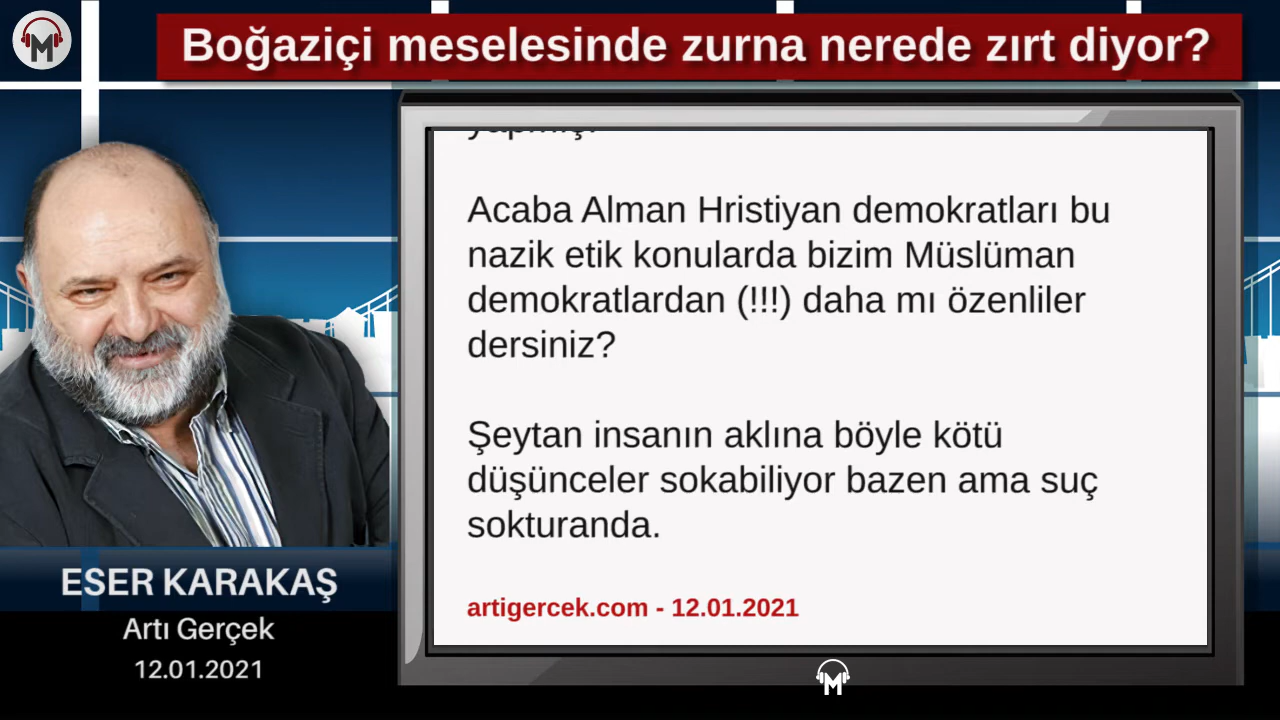 Boğaziçi meselesinde zurna nerede zırt diyor?
Acaba Alman Hristiyan demokratları bu
nazik etik konularda bizim Müslüman
demokratlardan (!!!) daha mı özenliler
dersiniz?
Şeytan insanın aklına böyle kötü
düşünceler sokabiliyor bazen ama suç
sokturanda.
artigercek.com - 12.01.2021
ESER KARAKAŞ
Artı Gerçek
12.01.2021
M
M